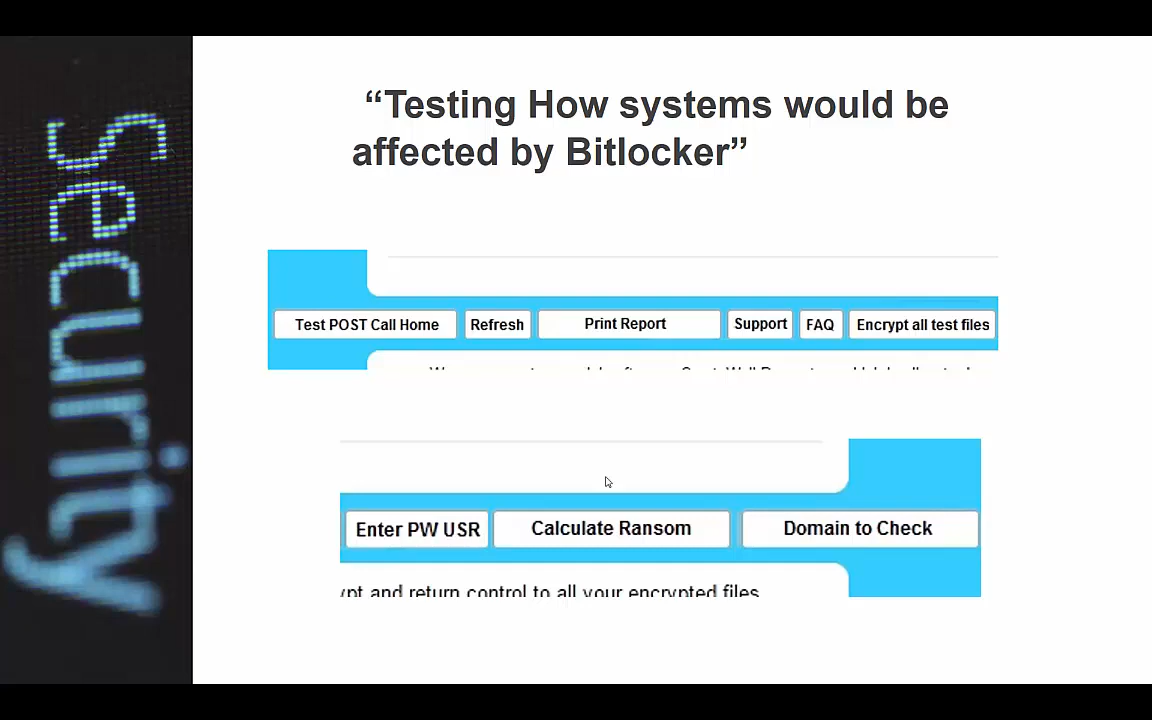 Security
“Testing How systems would be
affected by Bitlocker”
Test POST Call Home
Refresh
Print Report
Support
FAQ
Encrypt all test files
Enter PW USR
Calculate Ransom
Domain to Check
ypt and return control to all your encrypted files